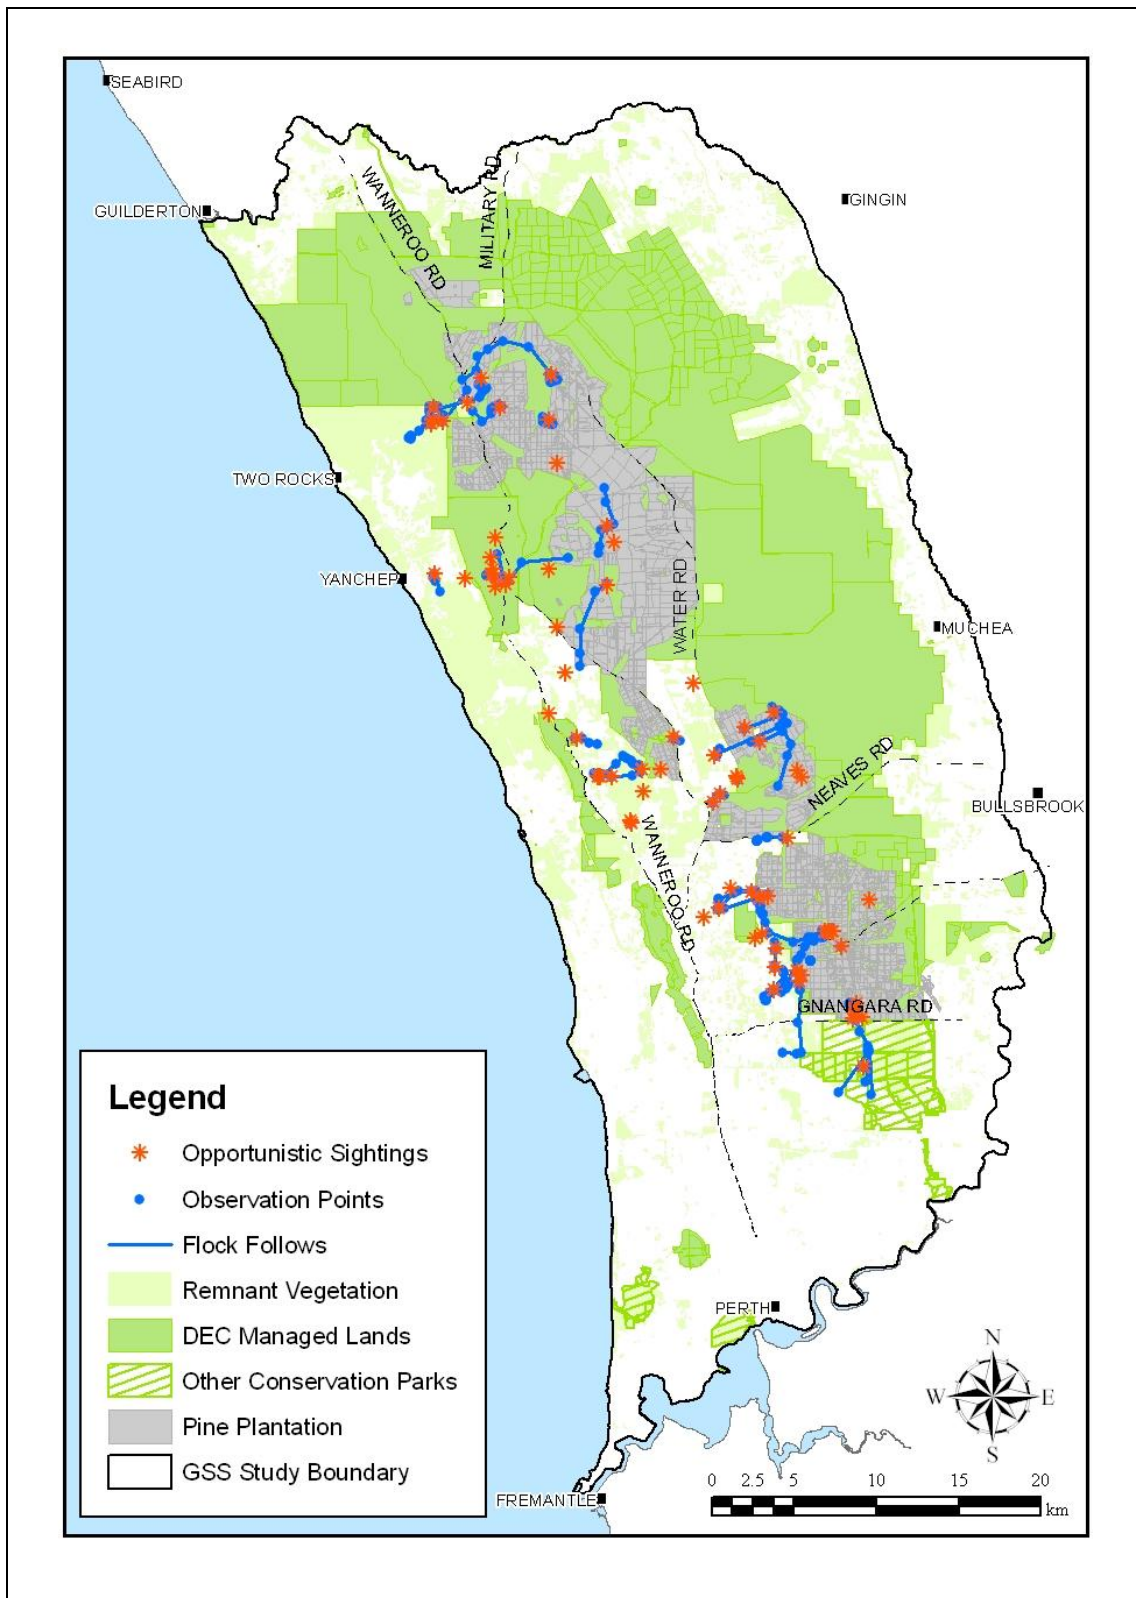 SEABIRD
GUILDERTON
WANNEROO RD
MILITARY RD
GINGIN
TWO ROCKS
YANCHEP
WATER RD
MUCHEA
NEAVES RD
BULLSBROOK
WANNEROO RD
GNANGARA RD
PERTH
FREMANTLE
Legend
Opportunistic Sightings
Observation Points
Flock Follows
Remnant Vegetation
DEC Managed Lands
Other Conservation Parks
Pine Plantation
GSS Study Boundary
N
W E
S
0 2.5 5 10 15 20
km